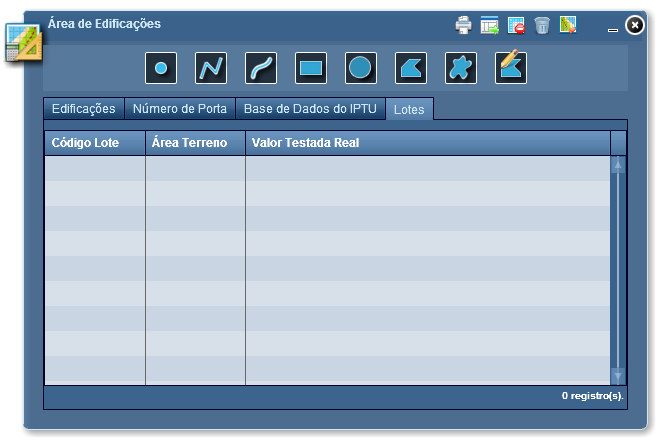 Área de Edificações
Edificações Número de Porta Base de Dados do IPTU Lotes
Código Lote Área Terreno Valor Testada Real
0 registro(s).